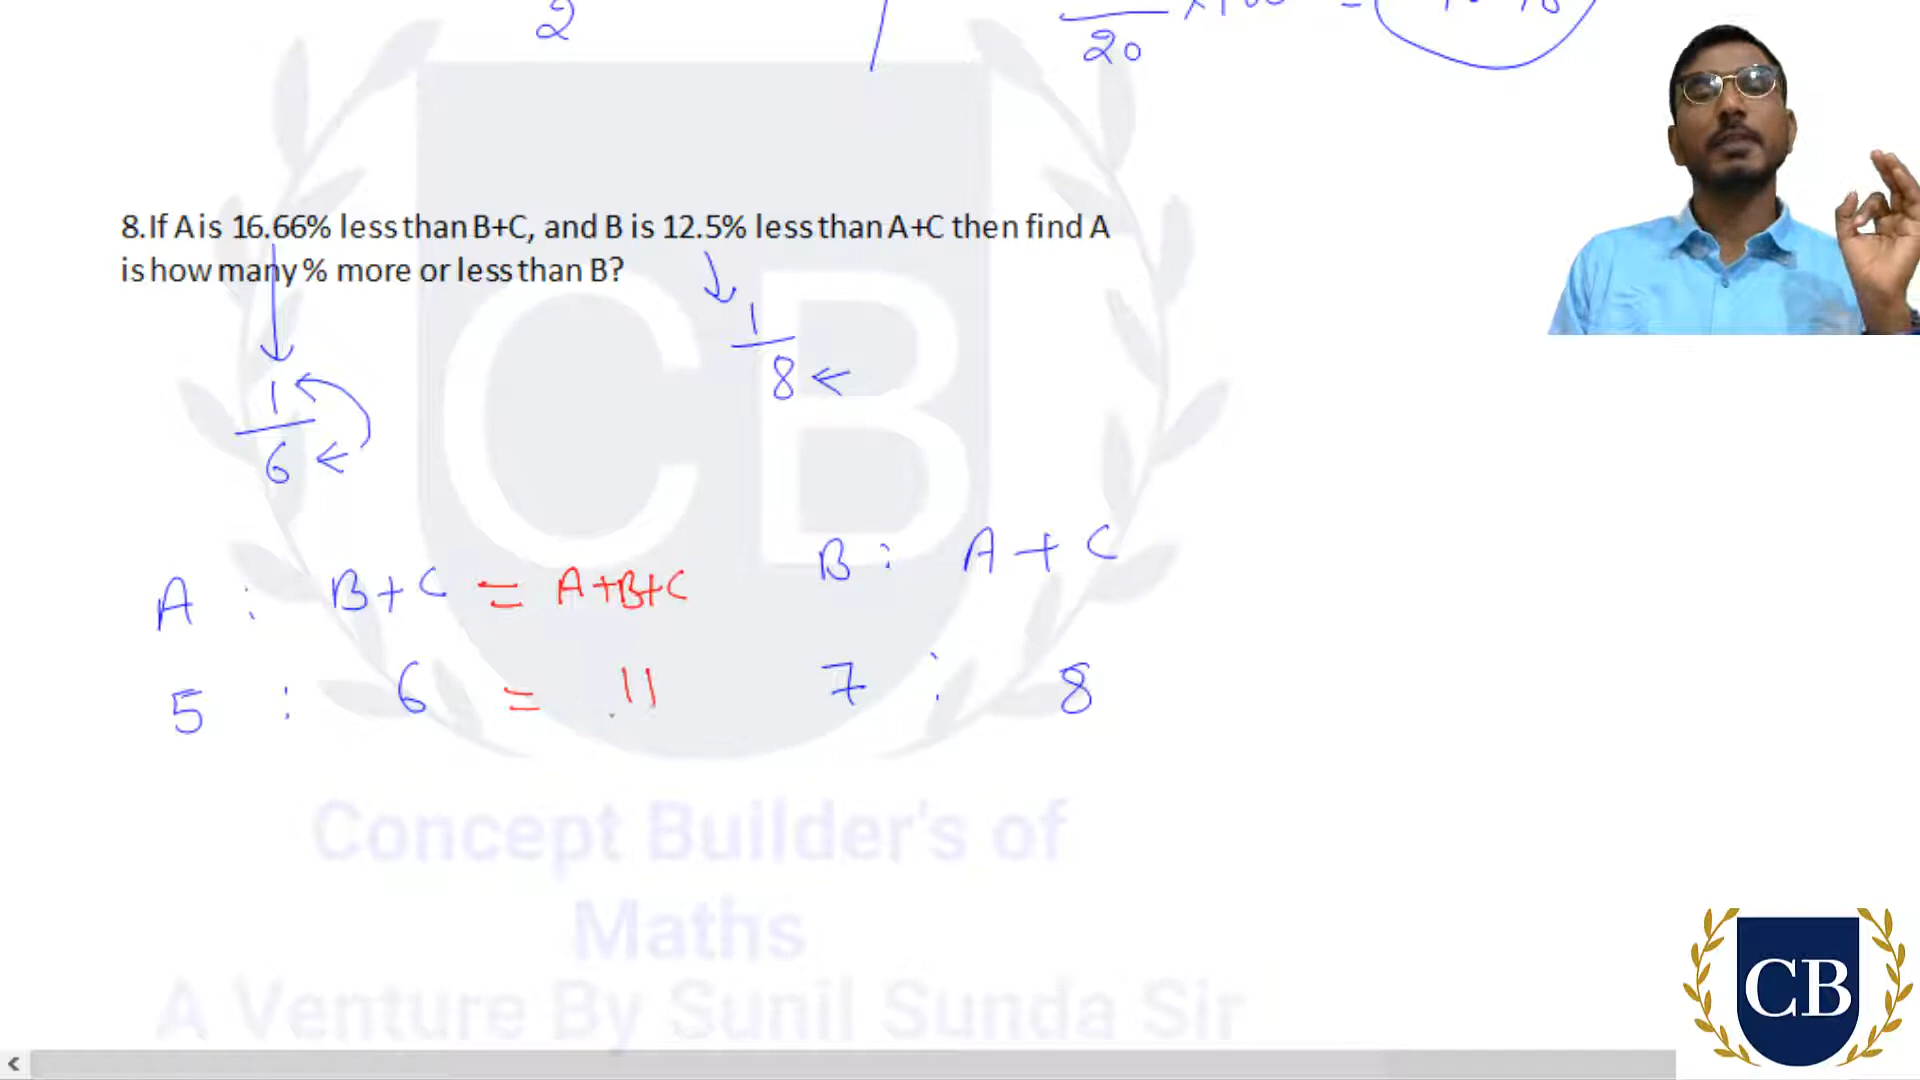 2
20
8.If A is 16.66% less than B+C, and B is 12.5% less than A+C then find A
is how many % more or less than B?
1
8
1
6
B : A + C
A : B+C = A+B+C
5 : 6 = 11
7 : 8
Concept Builder's of
Maths
A Venture By Sunil Sunda Sir
CB
CB